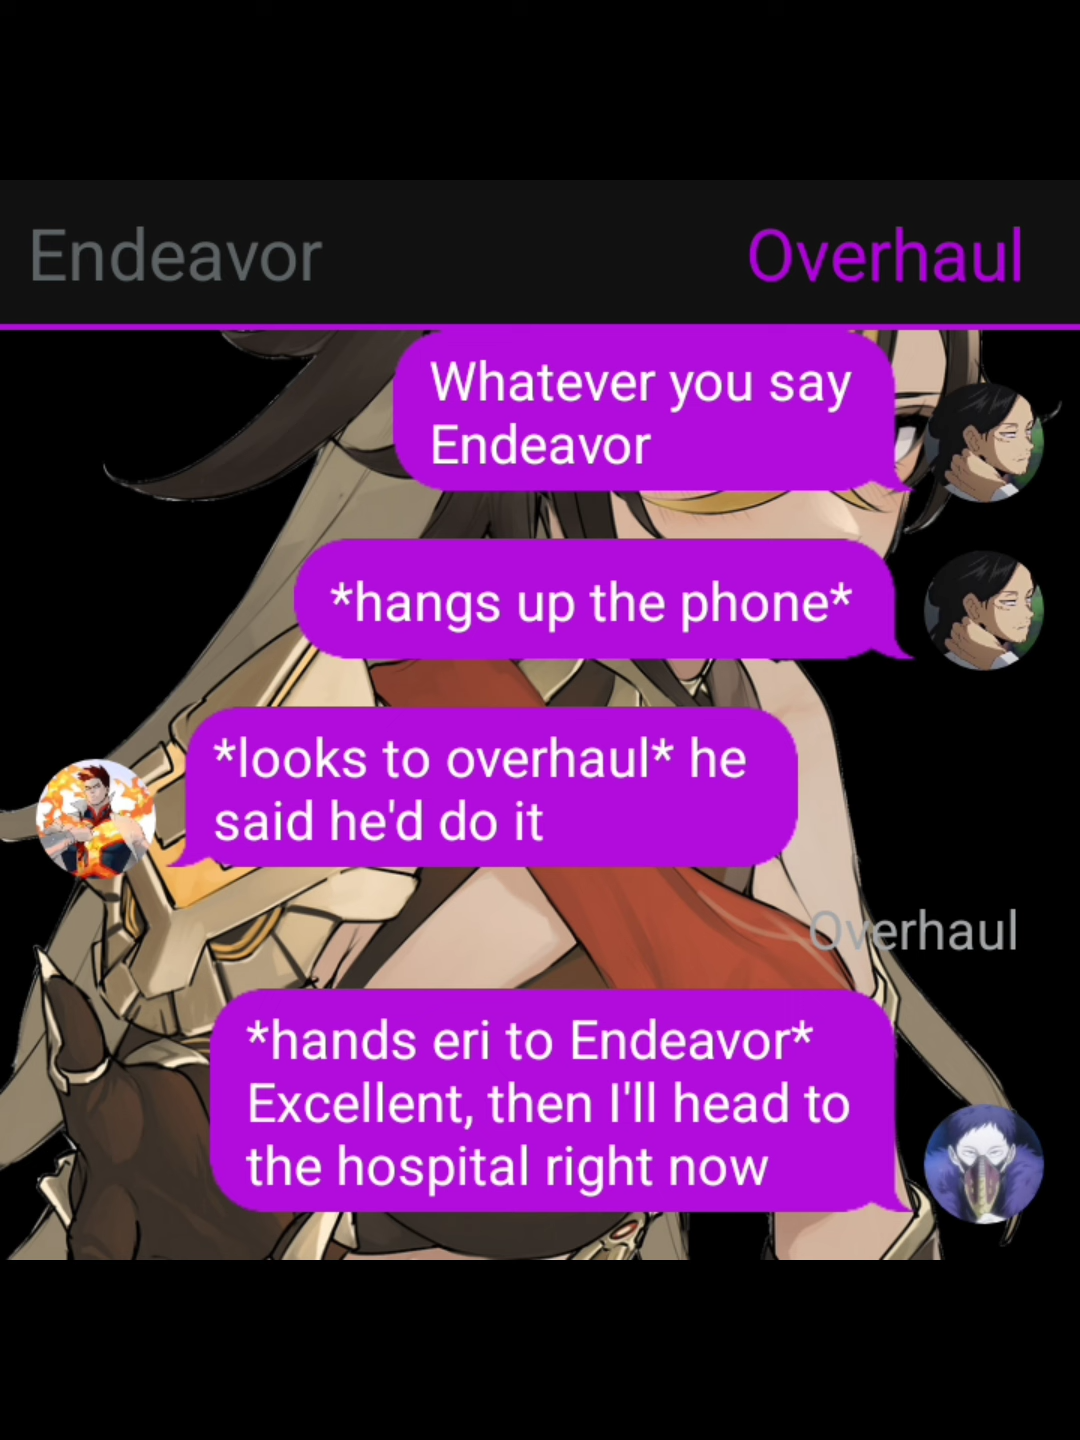 Endeavor
Overhaul
Whatever you say
Endeavor
*hangs up the phone*
*looks to overhaul* he
said he'd do it
Overhaul
*hands eri to Endeavor*
Excellent, then I'll head to
the hospital right now